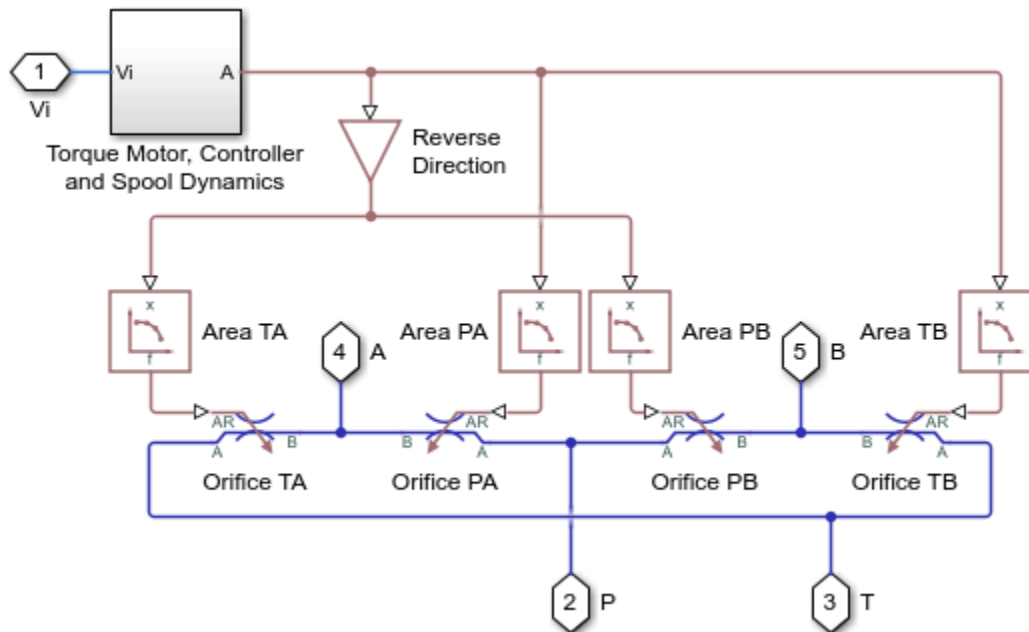 1
Vi
Vi
A
Torque Motor, Controller
and Spool Dynamics
Reverse
Direction
x
f
Area TA
4
A
Area PA
x
f
x
f
Area PB
5
B
Area TB
x
f
AR
A
B
Orifice TA
B
AR
A
Orifice PA
AR
A
B
Orifice PB
B
AR
A
Orifice TB
2
P
3
T